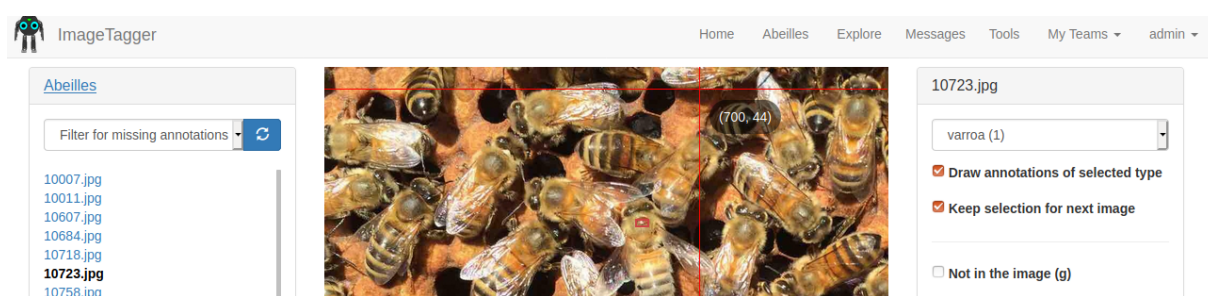 ImageTagger
Home Abeilles Explore Messages Tools My Teams admin
Abeilles
Filter for missing annotations
10007.jpg
10011.jpg
10607.jpg
10684.jpg
10718.jpg
10723.jpg
10758.jpg
(700, 44)
10723.jpg
varroa (1)
Draw annotations of selected type
Keep selection for next image
Not in the image (g)